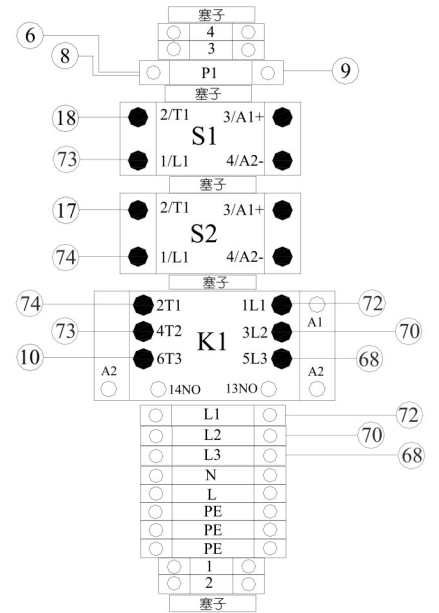 塞子
4
6
3
8
P1
9
塞子
18
2/T1
3/A1+
S1
73
1/L1
4/A2-
塞子
17
2/T1
3/A1+
S2
74
1/L1
4/A2-
塞子
74
2T1
1L1
72
A1
73
4T2
K1
3L2
70
10
6T3
5L3
68
A2
A2
14NO
13NO
L1
72
L2
70
L3
68
N
L
PE
PE
PE
1
2
塞子